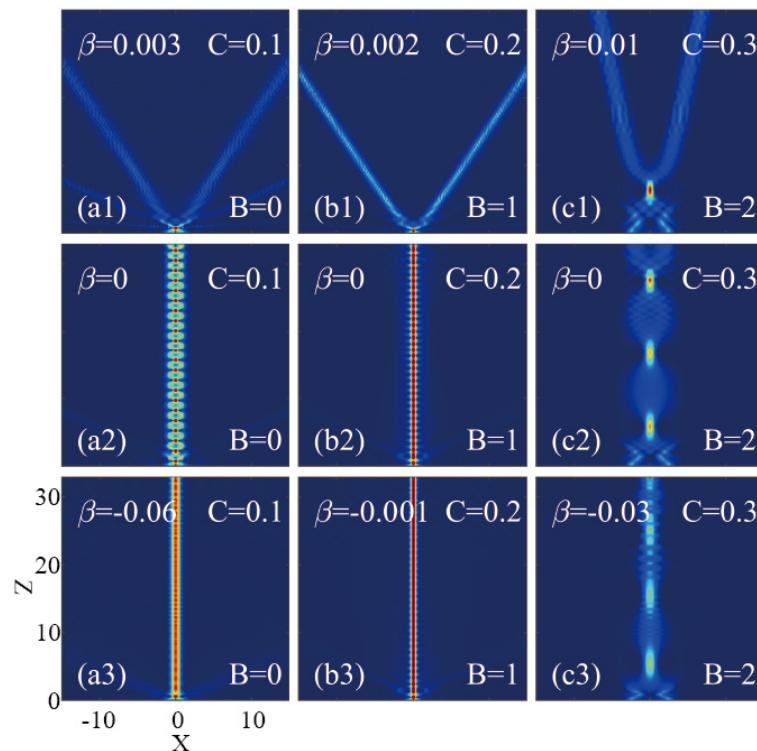 β=0.003 C=0.1
(a1) B=0
β=0.002 C=0.2
(b1) B=1
β=0.01 C=0.3
(c1) B=2
β=0 C=0.1
(a2) B=0
β=0 C=0.2
(b2) B=1
β=0 C=0.3
(c2) B=2
β=-0.06 C=0.1
(a3) B=0
β=-0.001 C=0.2
(b3) B=1
β=-0.03 C=0.3
(c3) B=2
30
20
Z
10
0
-10 0 10
X